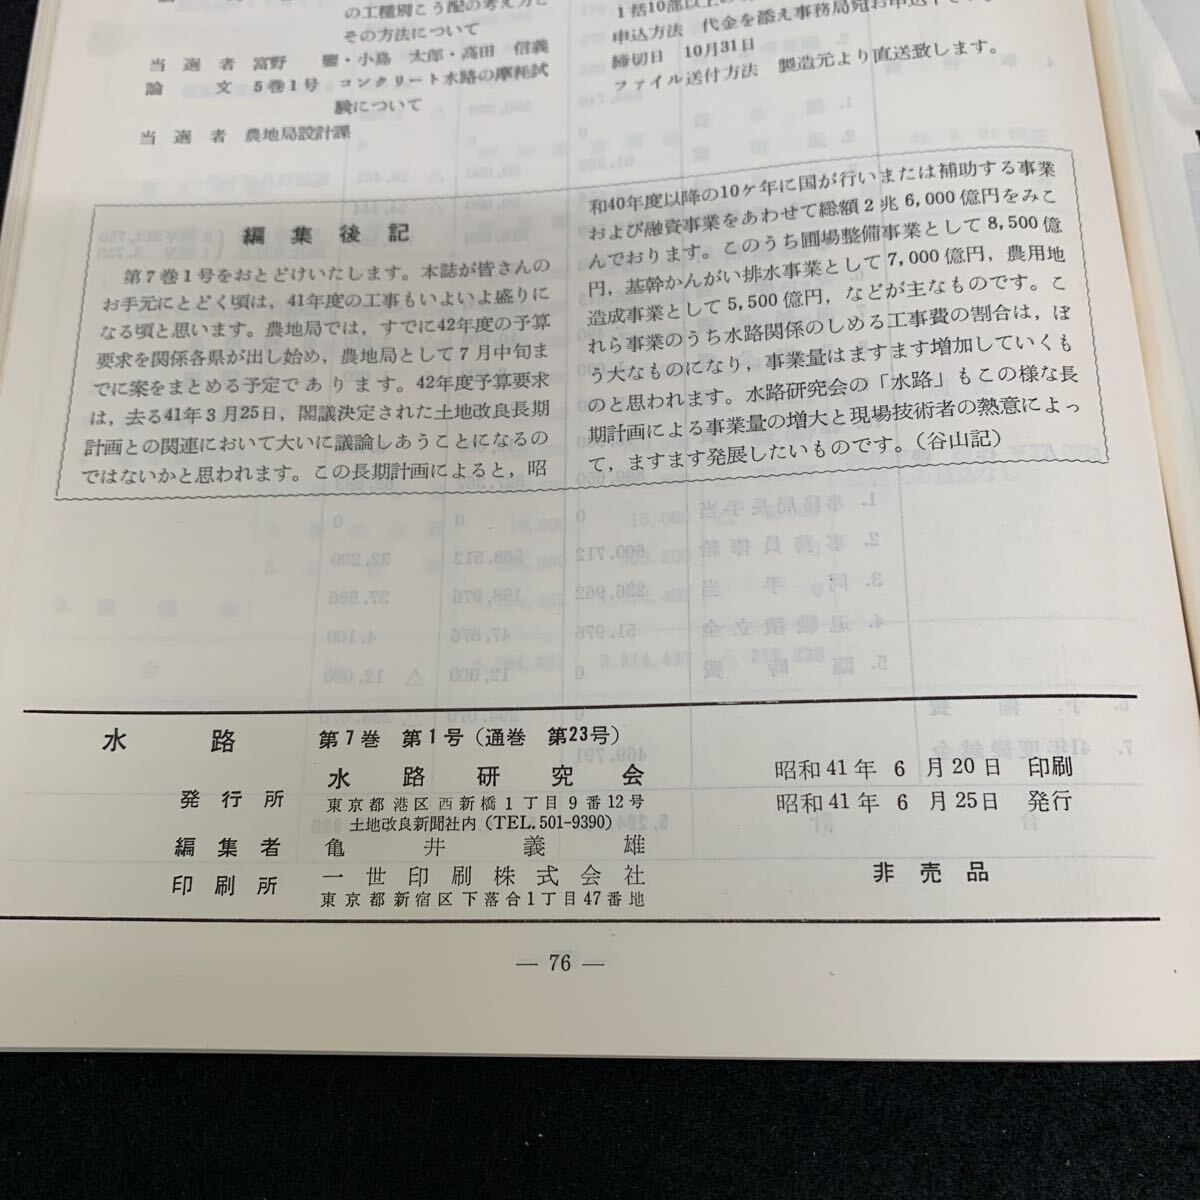 の工種別こう配の考え方と
その方法について
当選者 富野 ・小島 太郎・高田 信義
論文 5巻1号 コンクリート水路の摩耗試
験について
当選者 農地局設計課
1括10部以上の
申込方法 代金を添え事務局宛お申込下さい。
締切日 10月31日
ファイル送付方法 製造元より直送致します。
編集後記
第7巻1号をおとどけいたします。本誌が皆さんの
お手元にとどく頃は，41年度の工事もいよいよ盛りに
なる頃と思います。農地局では，すでに42年度の予算
要求を関係各県が出し始め，農地局として7月中旬ま
でに案をまとめる予定であります。42年度予算要求
は，去る41年3月25日，閣議決定された土地改良長期
計画との関連において大いに議論しあうことになるの
ではないかと思われます。この長期計画によると，昭
和40年度以降の10ケ年に国が行いまたは補助する事業
および融資事業をあわせて総額2兆6,000億円をみこ
んでおります。このうち圃場整備事業として8,500億
円，基幹かんがい排水事業として7,000億円，農用地
造成事業として5,500億円，などが主なものです。こ
れら事業のうち水路関係のしめる工事費の割合は，ぼ
う大なものになり，事業量はますます増加していくも
のと思われます。水路研究会の「水路」もこの様な長
期計画による事業量の増大と現場技術者の熱意によっ
て，ますます発展したいものです。（谷山記）
水路 第7巻 第1号（通巻 第23号）
発行所 水路研究会
東京都港区西新橋1丁目9番12号
土地改良新聞社内（TEL.501-9390）
編集者 亀井義雄
印刷所 一世印刷株式会社
東京都新宿区下落合1丁目47番地
昭和41年 6月20日 印刷
昭和41年 6月25日 発行
非売品
— 76 —